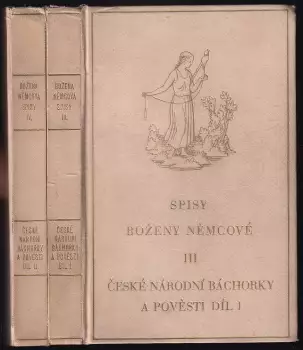 BOŽENA
NĚMCOVÁ
SPISY
IV.
ČESKÉ
NÁRODNÍ
BÁCHORKY
A POVĚSTI
DÍL II.
BOŽENA
NĚMCOVÁ
SPISY
III.
ČESKÉ
NÁRODNÍ
BÁCHORKY
A POVĚSTI
DÍL I.
SPISY
BOŽENY NĚMCOVÉ
III
ČESKÉ NÁRODNÍ BÁCHORKY
A POVĚSTI DÍL I